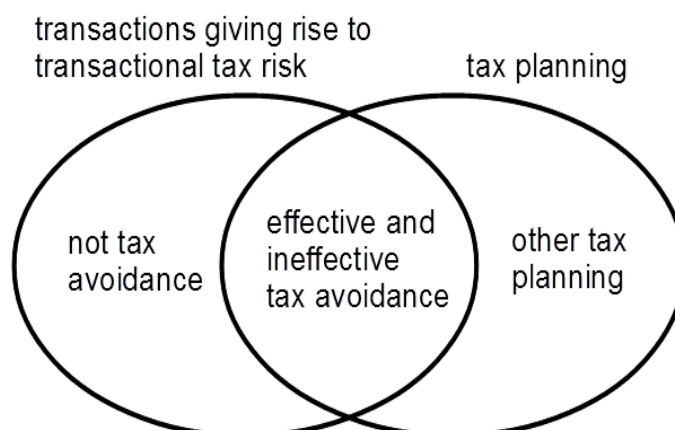 transactions giving rise to
transactional tax risk
tax planning
not tax
avoidance
effective and
ineffective
tax avoidance
other tax
planning